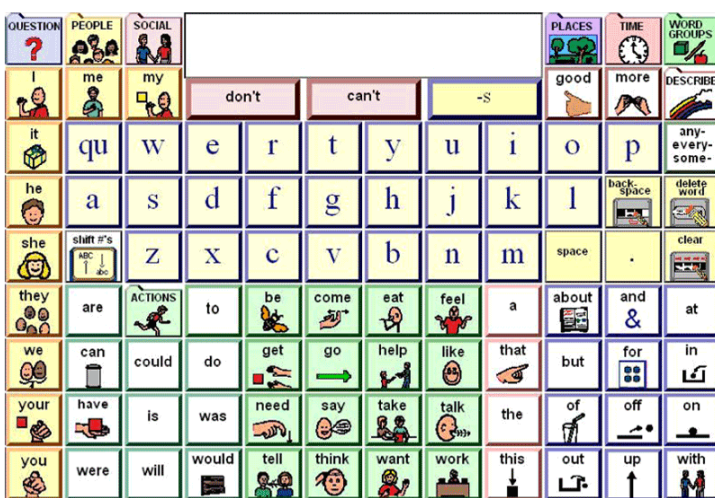 QUESTION PEOPLE SOCIAL PLACES TIME WORD GROUPS
I me my don't can't -s good more DESCRIBE
it qu w e r t y u i o p any- every- some-
he a s d f g h j k l back- space delete word
she shift #'s ABC abc z x c v b n m space . clear
they are ACTIONS to be come eat feel a about and & at
we can could do get go help like that but for in
your have is was need say take talk the of off on
you were will would tell think want work this out up with